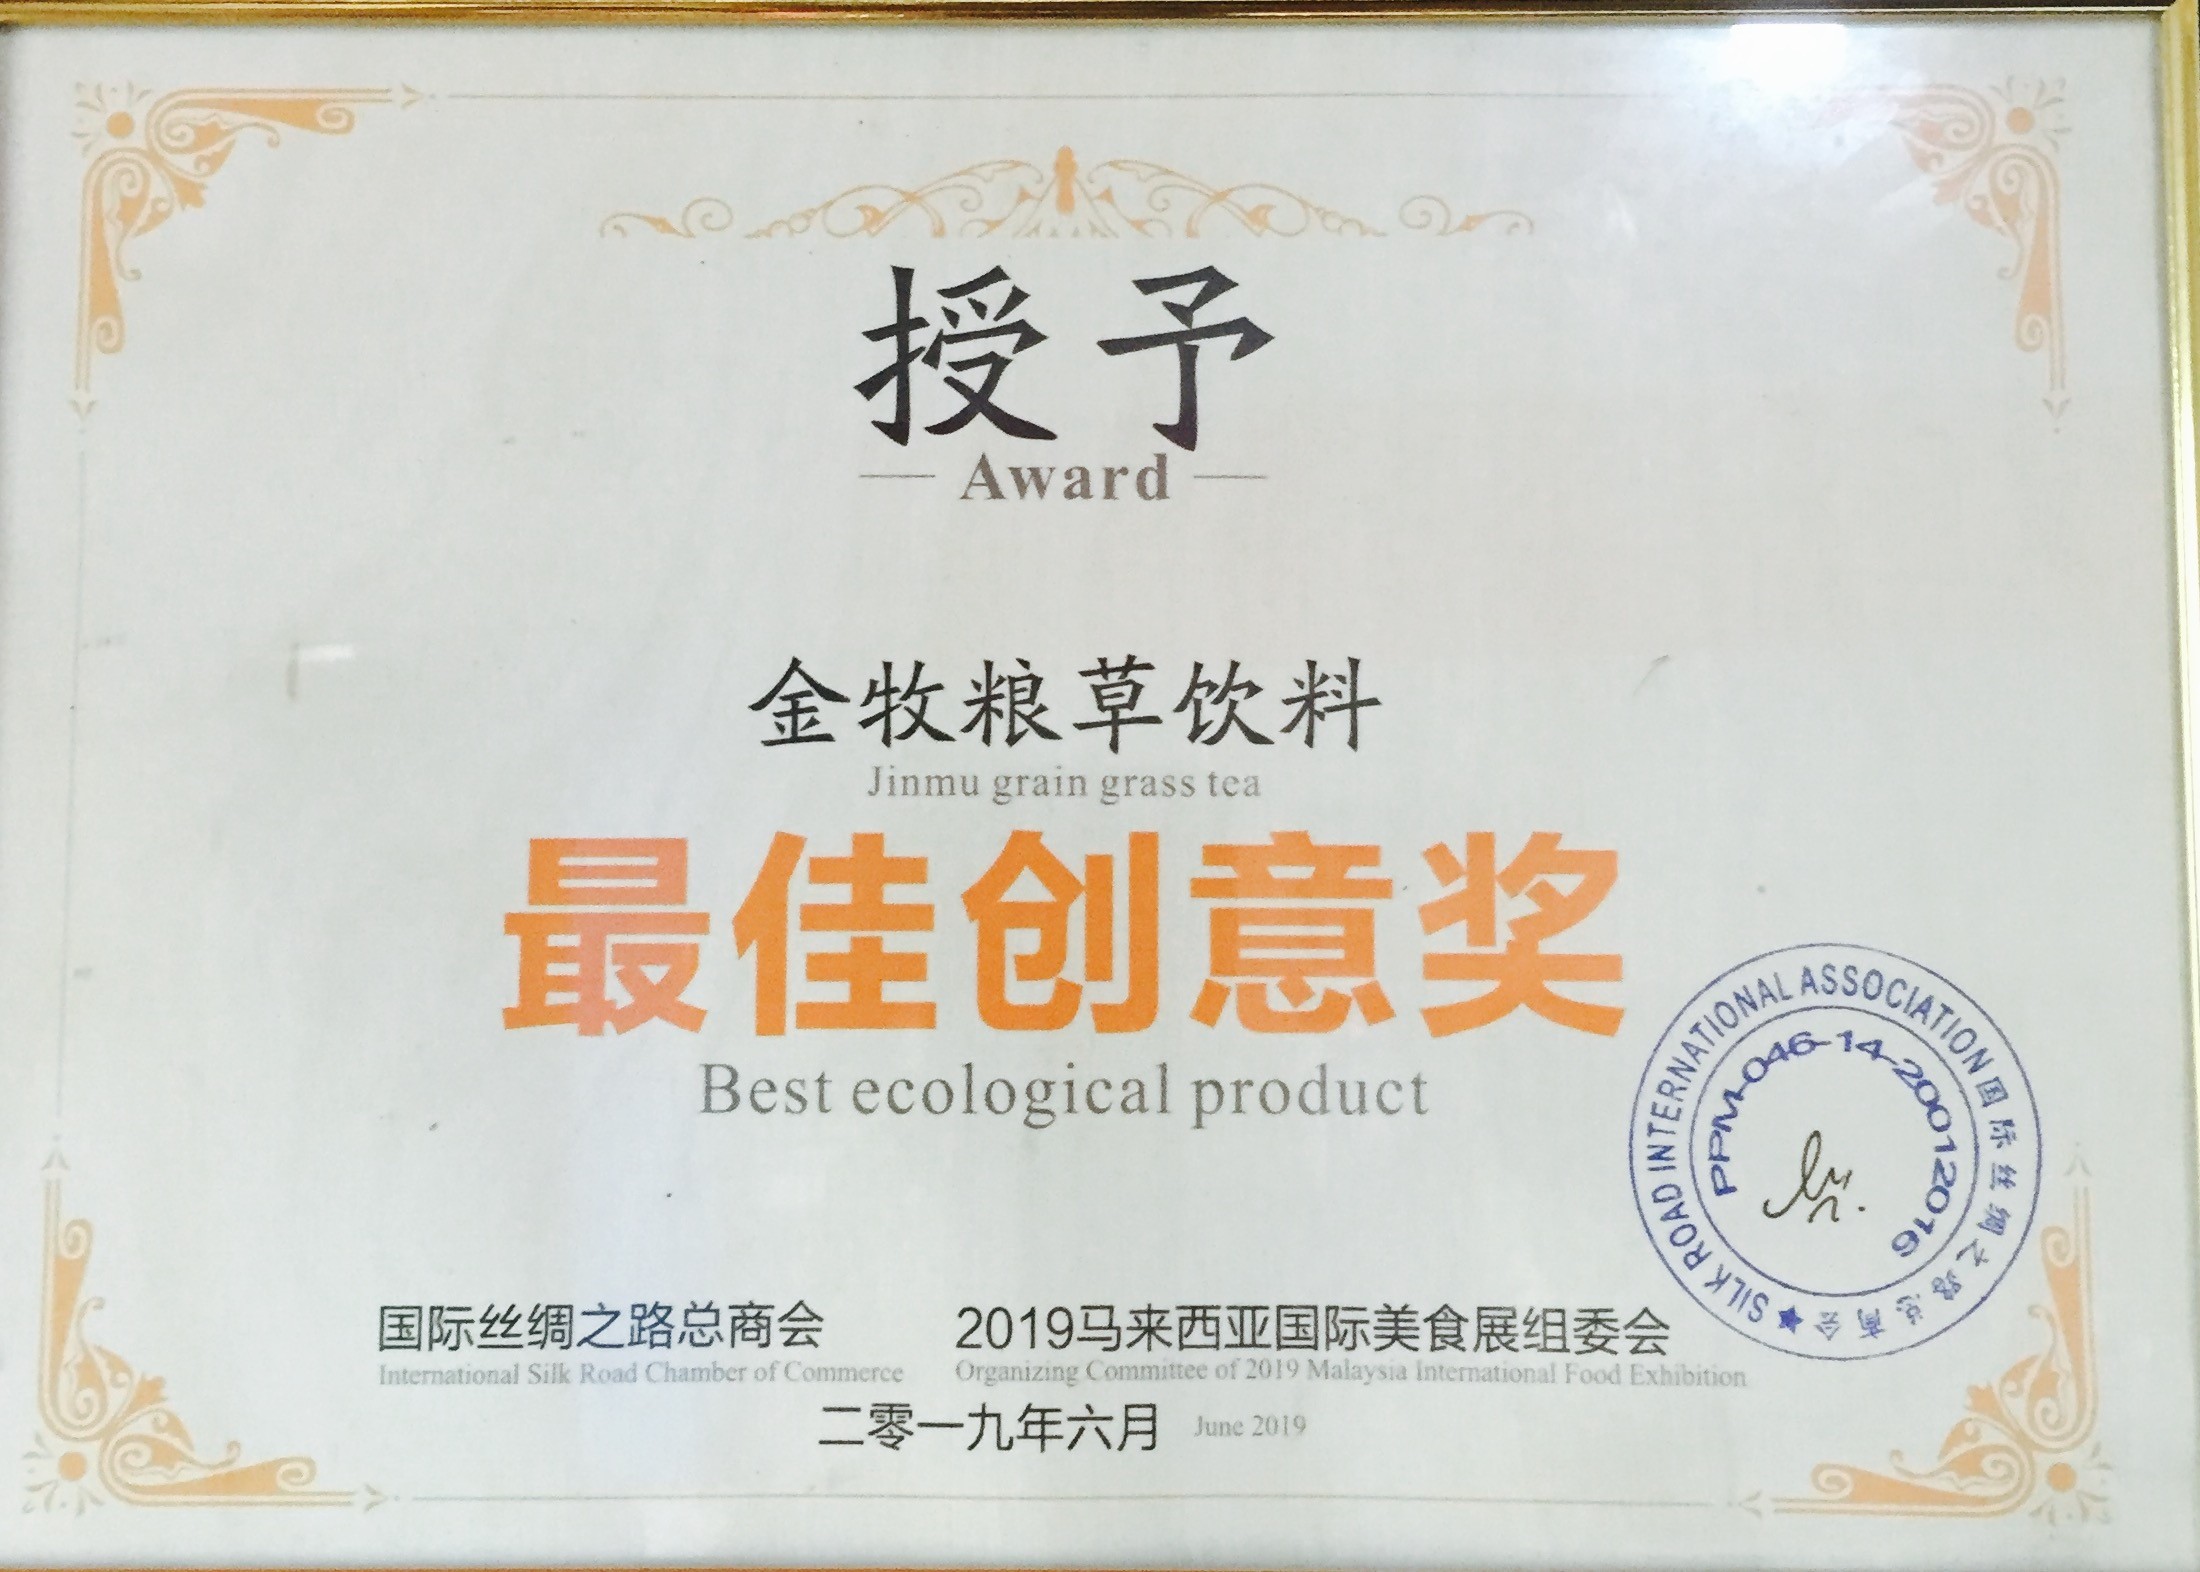 授予
Award
金牧粮草饮料
Jinmu grain grass tea
最佳创意奖
Best ecological product
SILK ROAD INTERNATIONAL ASSOCIATION 国际丝绸之路总商会
PPM-046-14-20012016
国际丝绸之路总商会
International Silk Road Chamber of Commerce
2019马来西亚国际美食展组委会
Organizing Committee of 2019 Malaysia International Food Exhibition
二零一九年六月 June 2019